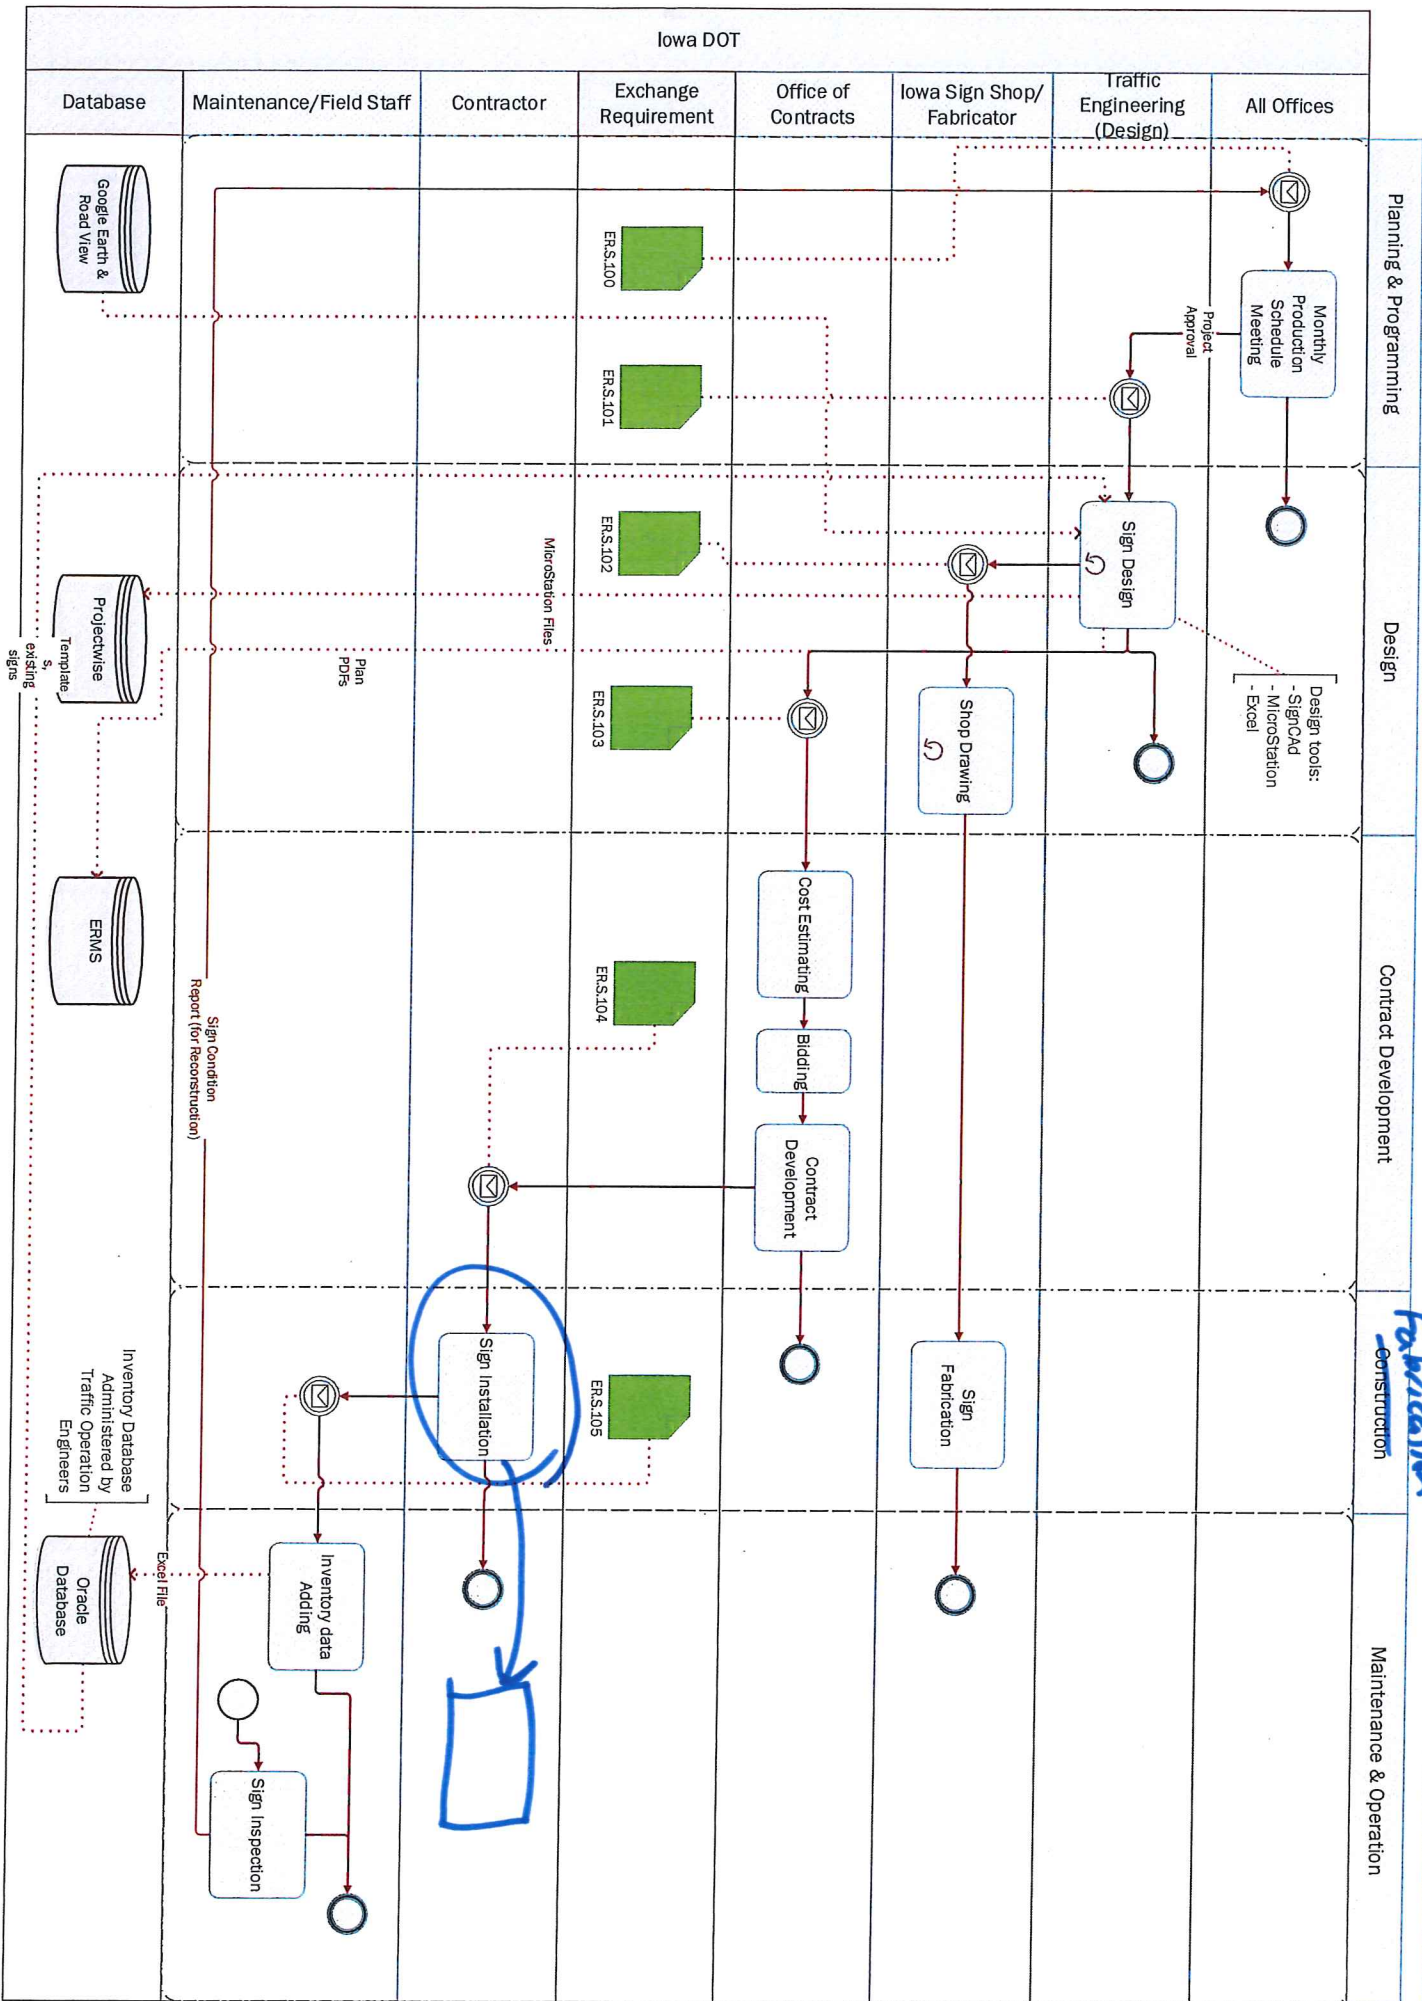 Iowa DOT
Database
Maintenance/Field Staff
Contractor
Exchange
Requirement
Office of
Contracts
Iowa Sign Shop/
Fabricator
Traffic
Engineering
(Design)
All Offices
Planning & Programming
Design
Contract Development
Construction
Fabrication
Maintenance & Operation
Monthly
Production
Schedule
Meeting
Project
Approval
Sign Design
Design tools:
- SignCAd
- MicroStation
- Excel
Shop Drawing
Sign
Fabrication
Cost Estimating
Bidding
Contract
Development
ER.S.100
ER.S.101
ER.S.102
ER.S.103
ER.S.104
ER.S.105
MicroStation Files
Plan
PDFs
Sign Installation
Inventory data
Adding
Sign Inspection
Sign Condition
Report (for Reconstruction)
Excel File
Google Earth &
Road View
Projectwise
Template
s,
existing
signs
ERMS
Inventory Database
Administered by
Traffic Operation
Engineers
Oracle
Database